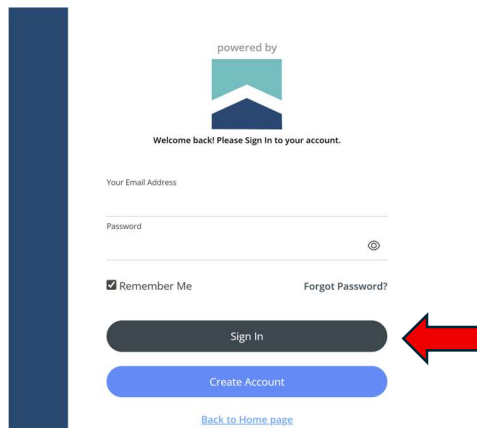 powered by
Welcome back! Please Sign In to your account.
Your Email Address
Password
Remember Me Forgot Password?
Sign In
Create Account
Back to Home page